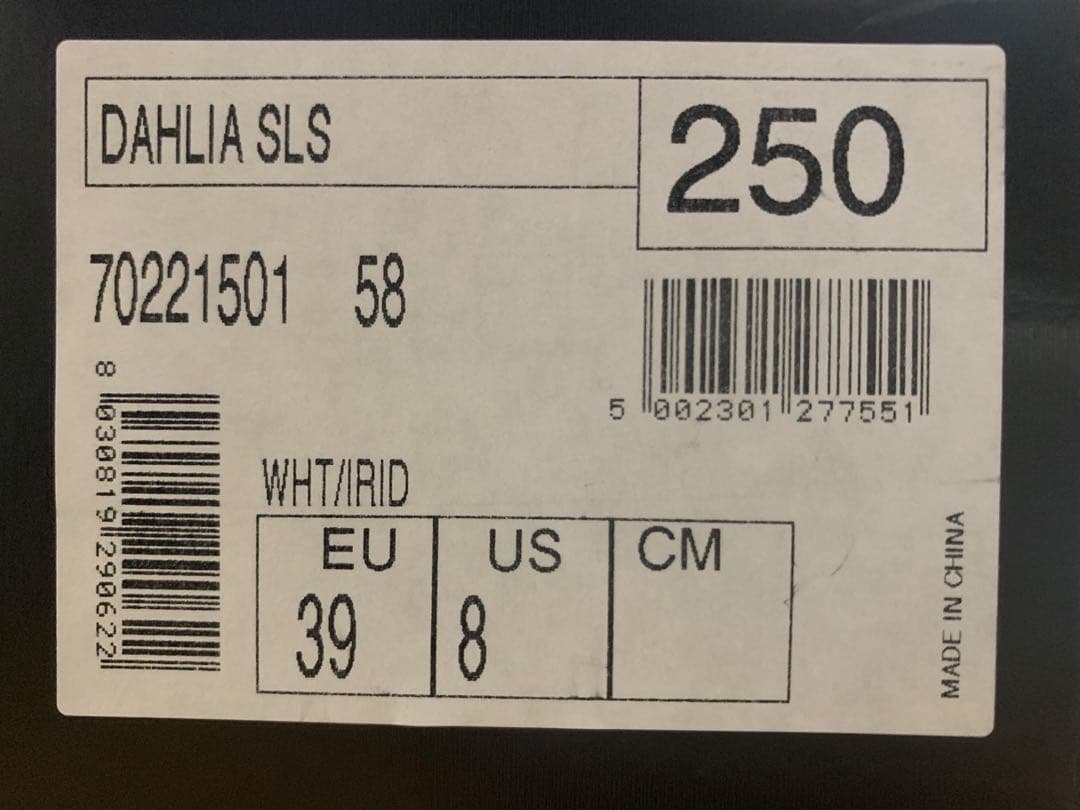 DAHLIA SLS
250
70221501 58
5 002301 277551
8 030819 290622
WHT/IRID
EU US CM
39 8
MADE IN CHINA